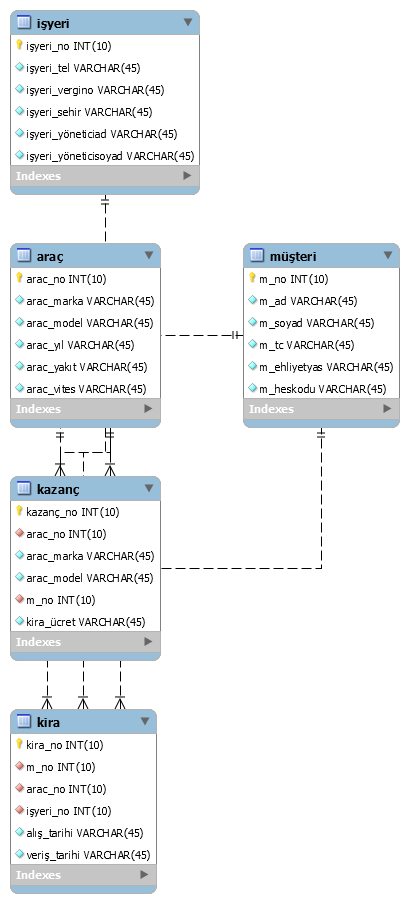 işyeri
işyeri_no INT(10)
işyeri_tel VARCHAR(45)
işyeri_vergino VARCHAR(45)
işyeri_sehir VARCHAR(45)
işyeri_yöneticiad VARCHAR(45)
işyeri_yöneticisoyad VARCHAR(45)
Indexes
araç
arac_no INT(10)
arac_marka VARCHAR(45)
arac_model VARCHAR(45)
arac_yıl VARCHAR(45)
arac_yakıt VARCHAR(45)
arac_vites VARCHAR(45)
Indexes
müşteri
m_no INT(10)
m_ad VARCHAR(45)
m_soyad VARCHAR(45)
m_tc VARCHAR(45)
m_ehliyetyas VARCHAR(45)
m_heskodu VARCHAR(45)
Indexes
kazanç
kazanç_no INT(10)
arac_no INT(10)
arac_marka VARCHAR(45)
arac_model VARCHAR(45)
m_no INT(10)
kira_ücret VARCHAR(45)
Indexes
kira
kira_no INT(10)
m_no INT(10)
arac_no INT(10)
işyeri_no INT(10)
alış_tarihi VARCHAR(45)
veriş_tarihi VARCHAR(45)
Indexes